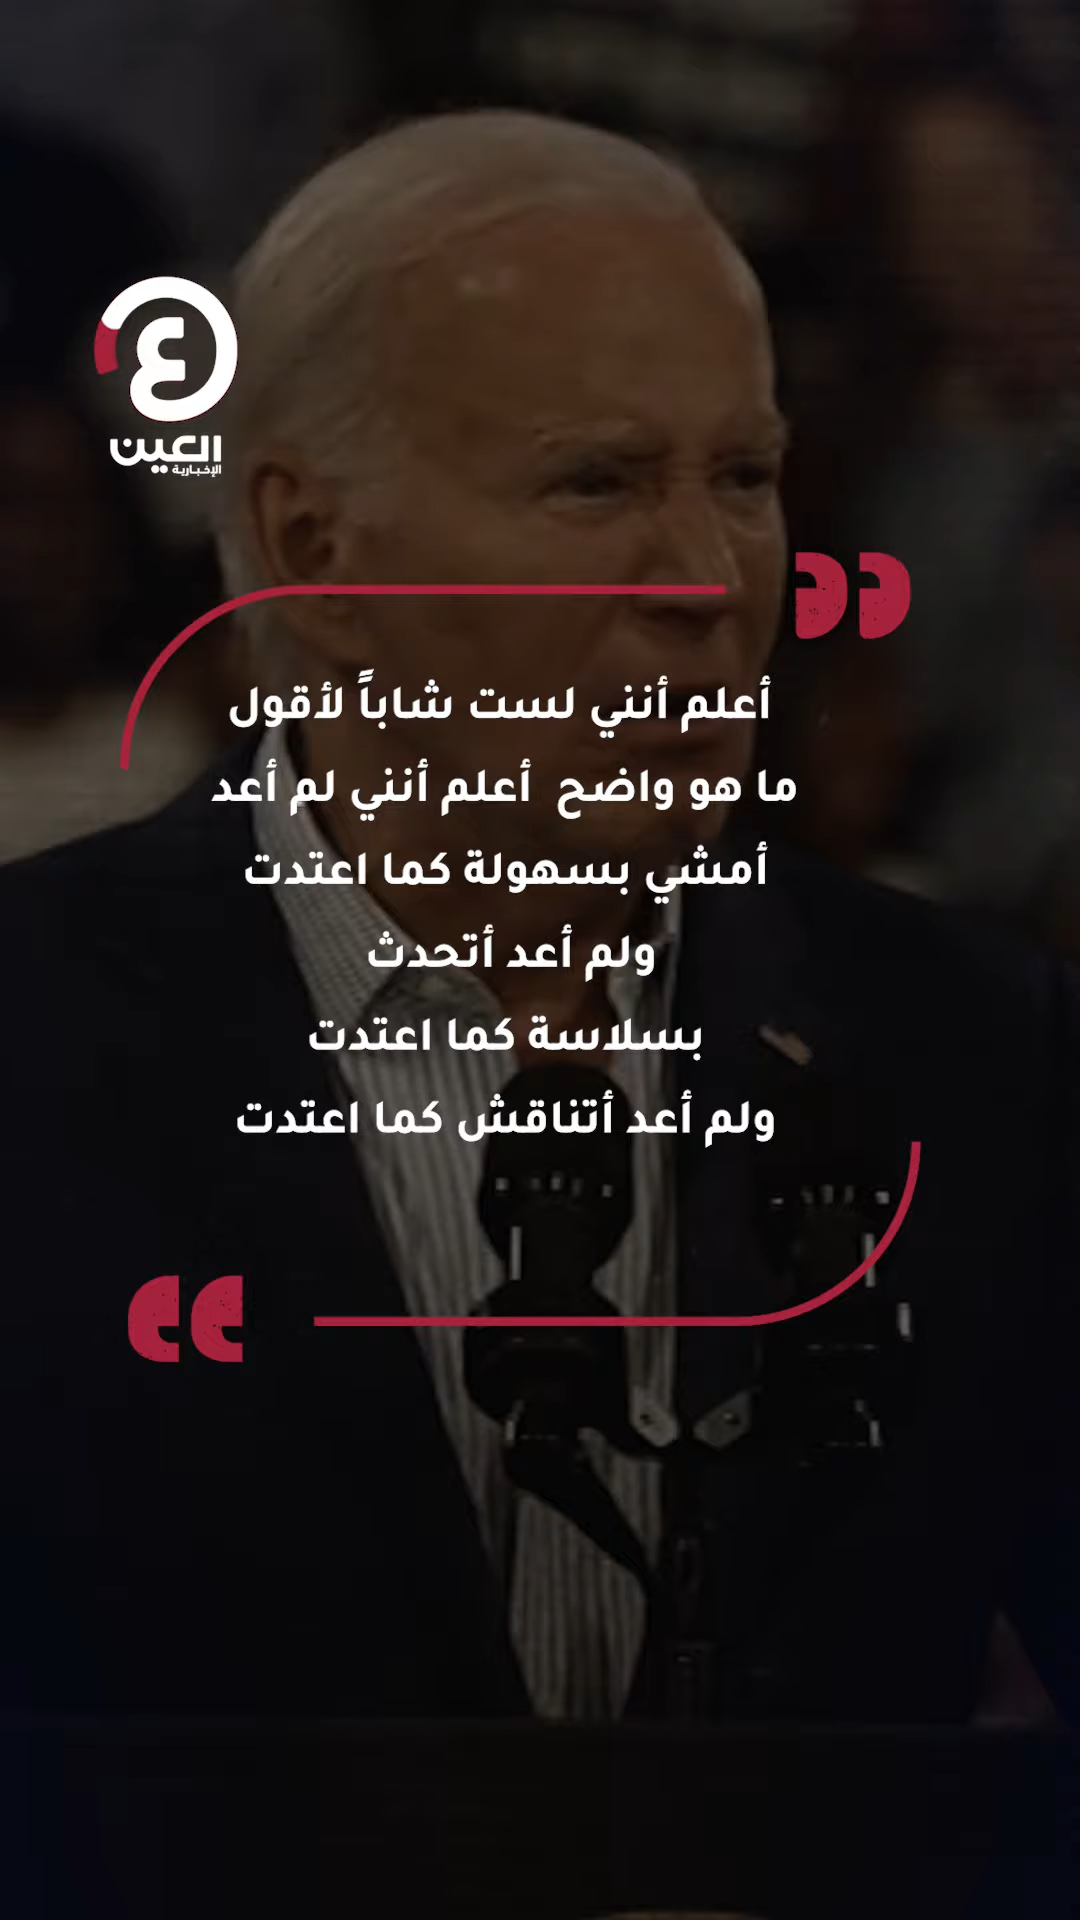 العين
الإخبارية
أعلم أنني لست شاباً لأقول
ما هو واضح أعلم أنني لم أعد
أمشي بسهولة كما اعتدت
ولم أعد أتحدث
بسلاسة كما اعتدت
ولم أعد أتناقش كما اعتدت